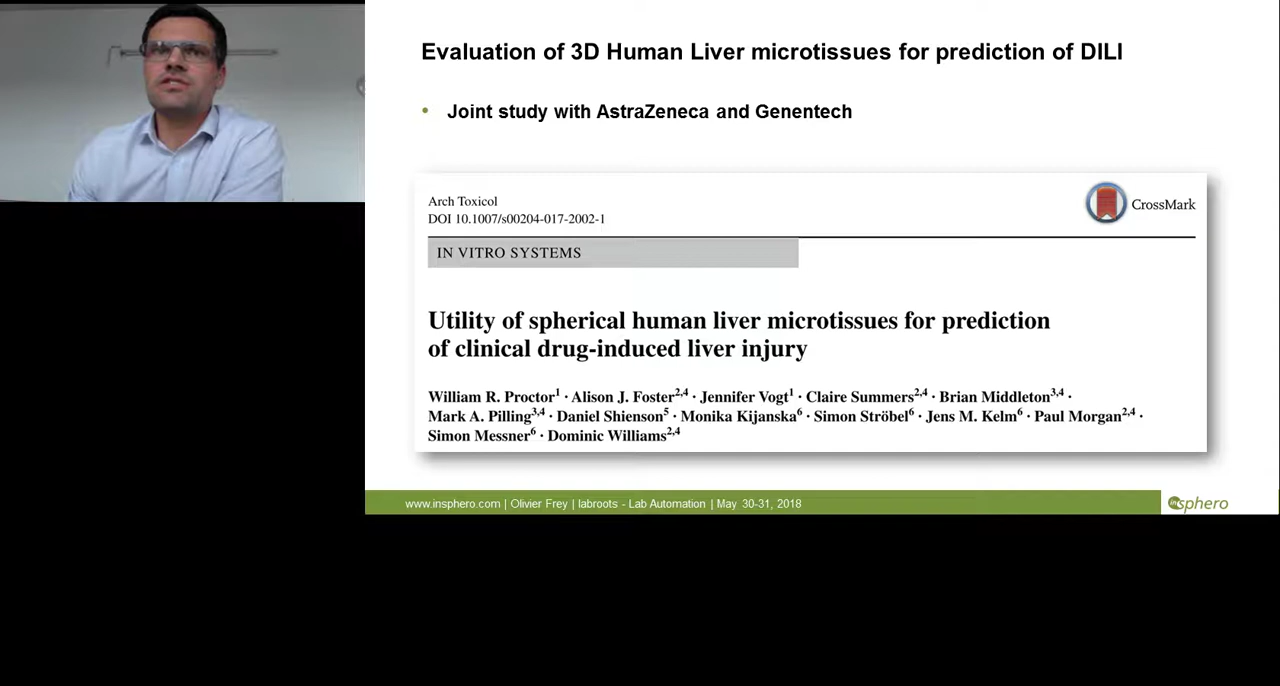 Evaluation of 3D Human Liver microtissues for prediction of DILI
• Joint study with AstraZeneca and Genentech
Arch Toxicol
DOI 10.1007/s00204-017-2002-1
CrossMark
IN VITRO SYSTEMS
Utility of spherical human liver microtissues for prediction
of clinical drug-induced liver injury
William R. Proctor1 · Alison J. Foster2,4 · Jennifer Vogt1 · Claire Summers2,4 · Brian Middleton3,4 ·
Mark A. Pilling3,4 · Daniel Shienson5 · Monika Kijanska6 · Simon Ströbel6 · Jens M. Kelm6 · Paul Morgan2,4 ·
Simon Messner6 · Dominic Williams2,4
www.insphero.com | Olivier Frey | labroots - Lab Automation | May 30-31, 2018
insphero